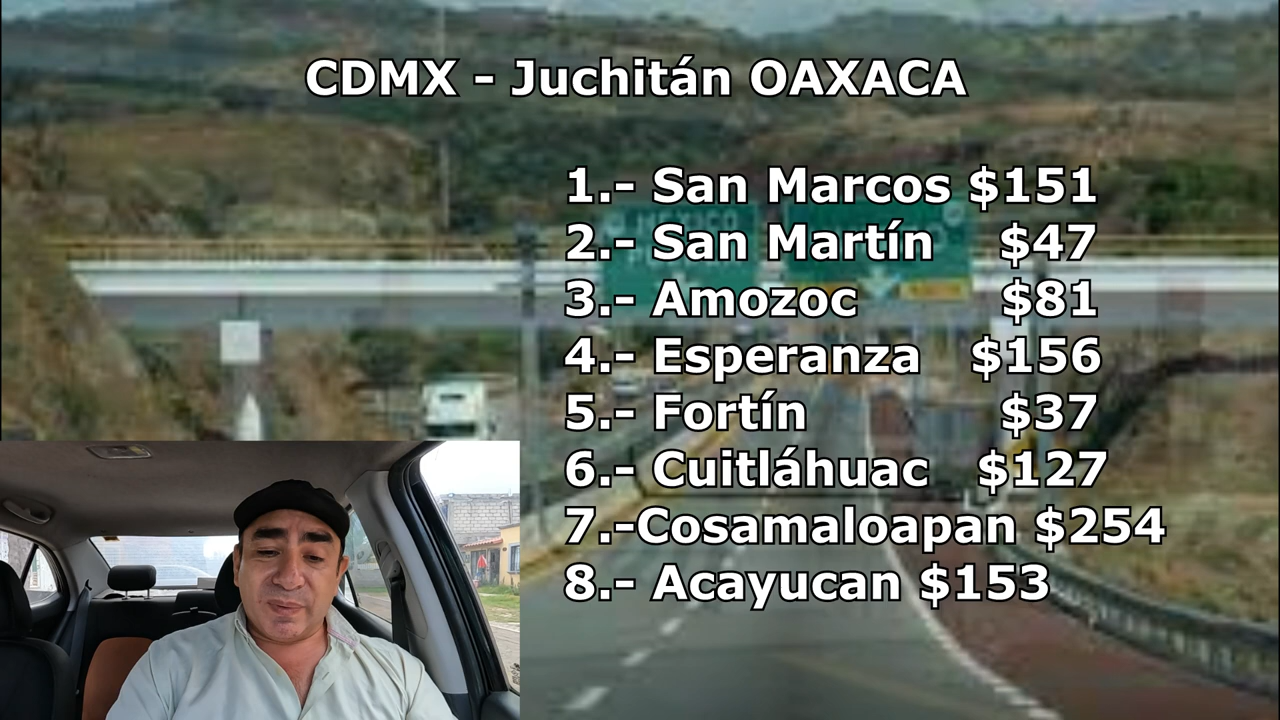 CDMX - Juchitán OAXACA
1.- San Marcos $151
2.- San Martín $47
3.- Amozoc $81
4.- Esperanza $156
5.- Fortín $37
6.- Cuitláhuac $127
7.-Cosamaloapan $254
8.- Acayucan $153
MEXICO